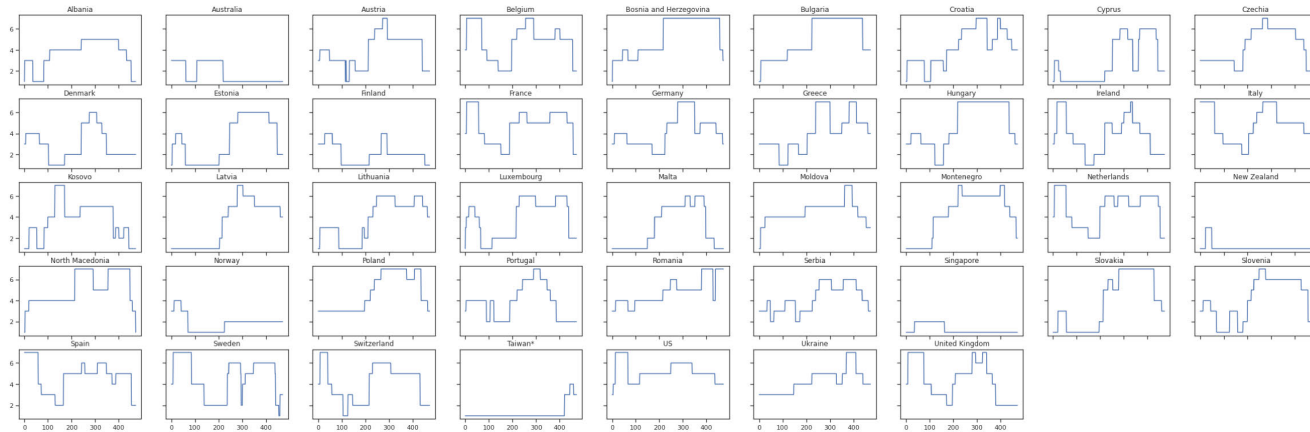 Albania Australia Austria Belgium Bosnia and Herzegovina Bulgaria Croatia Cyprus Czechia
6
4
2
Denmark Estonia Finland France Germany Greece Hungary Ireland Italy
6
4
2
Kosovo Latvia Lithuania Luxembourg Malta Moldova Montenegro Netherlands New Zealand
6
4
2
North Macedonia Norway Poland Portugal Romania Serbia Singapore Slovakia Slovenia
6
4
2
Spain Sweden Switzerland Taiwan* US Ukraine United Kingdom
6
4
2
0 100 200 300 400 0 100 200 300 400 0 100 200 300 400 0 100 200 300 400 0 100 200 300 400 0 100 200 300 400 0 100 200 300 400